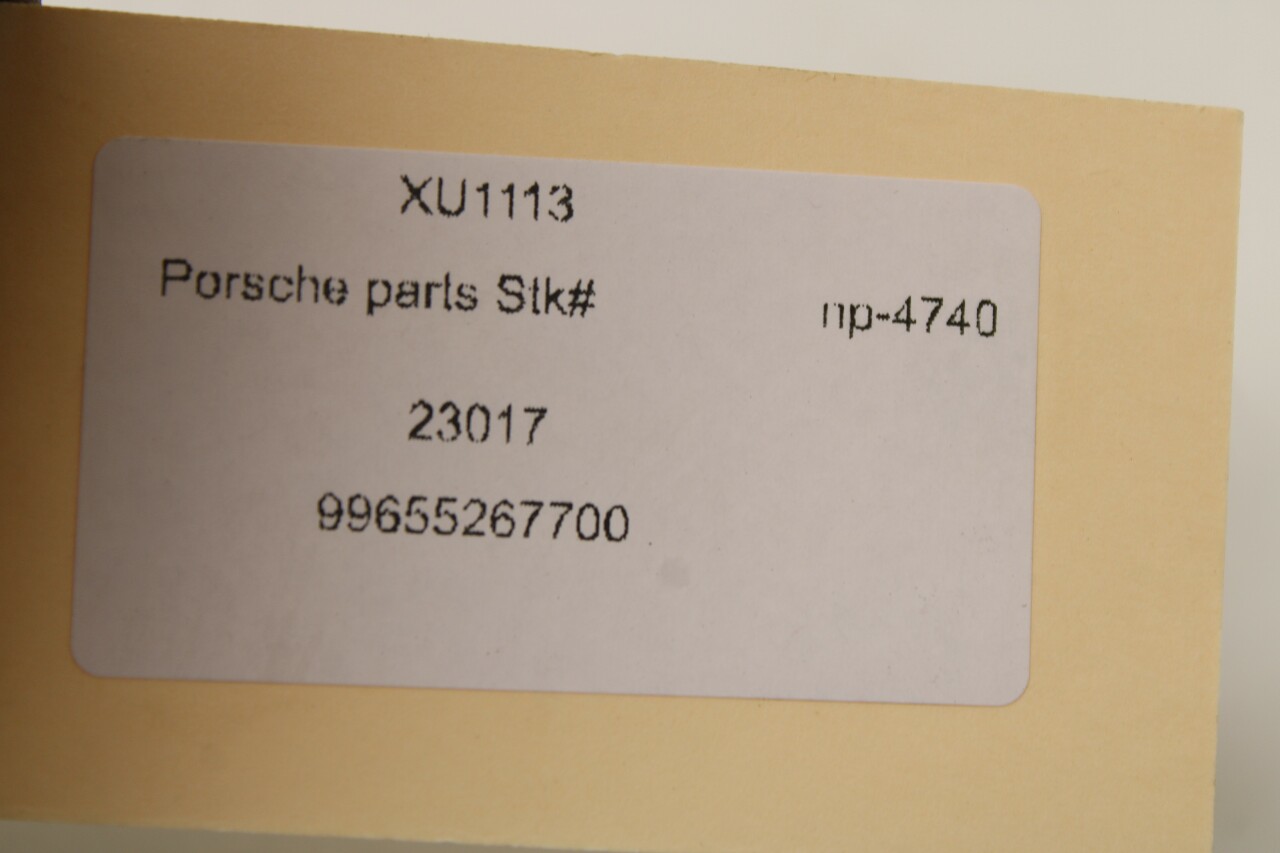 XU1113
Porsche parts Stk# np-4740
23017
99655267700